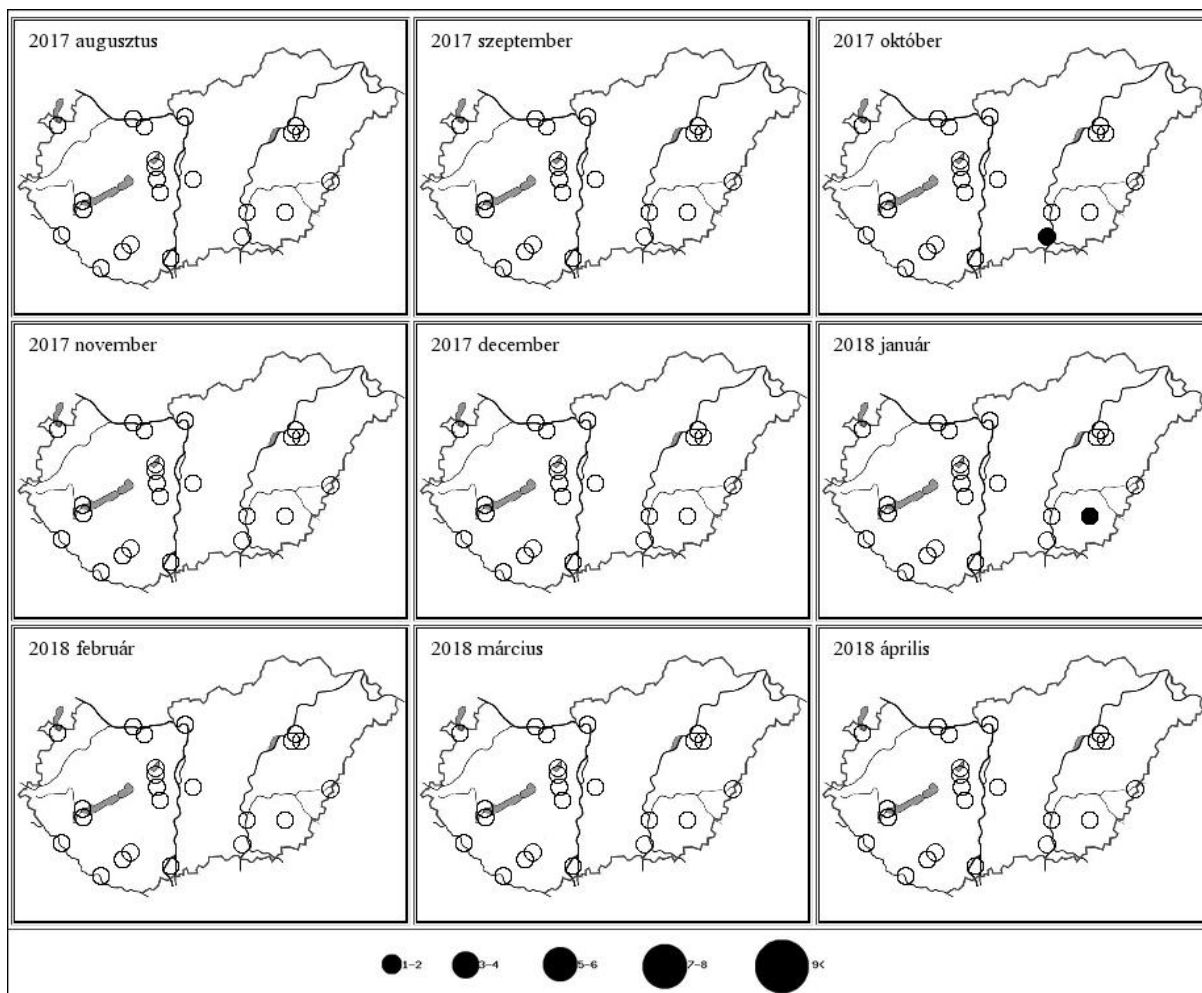 2017 augusztus
2017 szeptember
2017 október
2017 november
2017 december
2018 január
2018 február
2018 március
2018 április
1-2 3-4 5-6 7-8 9<